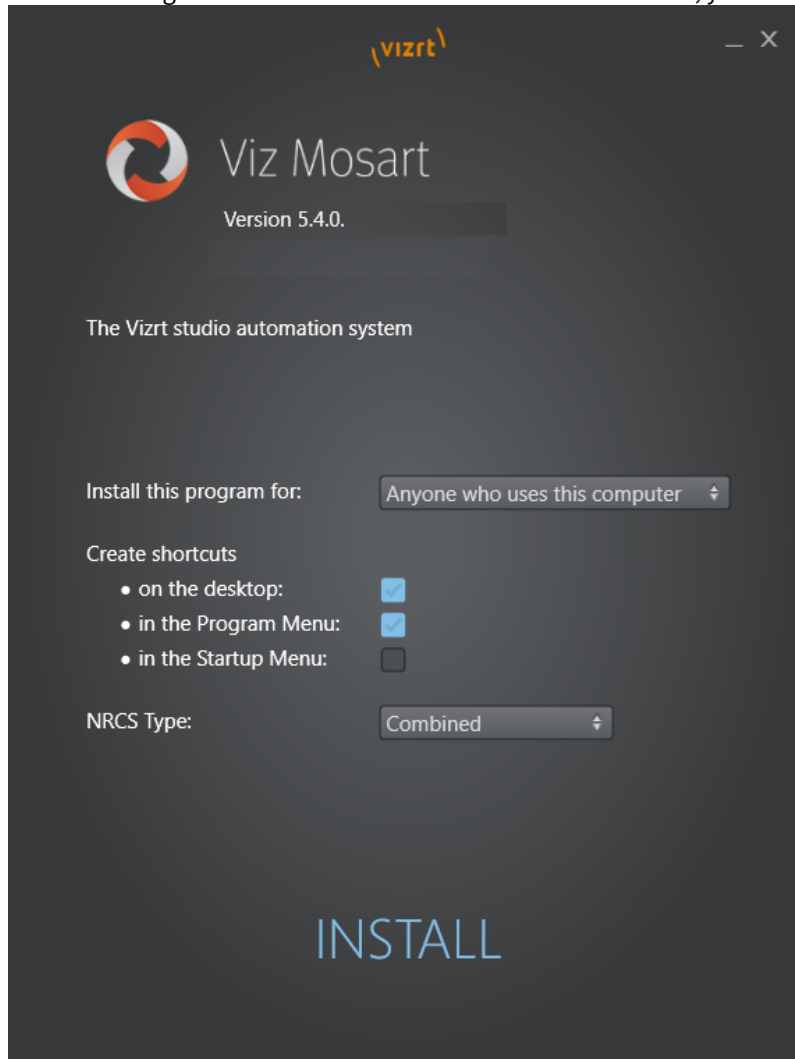 vizrt
Viz Mosart
Version 5.4.0.
The Vizrt studio automation system
Install this program for: Anyone who uses this computer
Create shortcuts
• on the desktop:
• in the Program Menu:
• in the Startup Menu:
NRCS Type: Combined
INSTALL